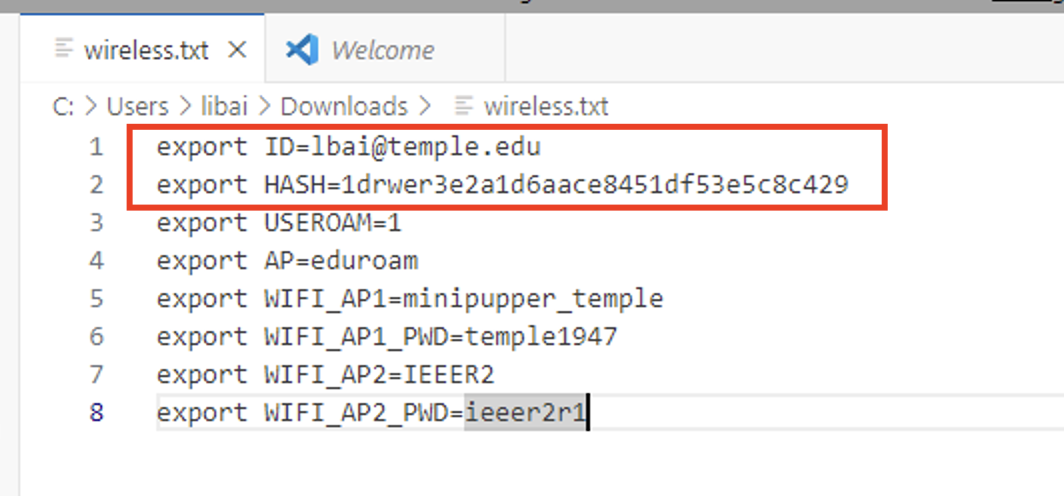 wireless.txt
Welcome
C: > Users > libai > Downloads > wireless.txt
1 export ID=lbai@temple.edu
2 export HASH=1drwer3e2a1d6aace8451df53e5c8c429
3 export USEROAM=1
4 export AP=eduroam
5 export WIFI_AP1=minipupper_temple
6 export WIFI_AP1_PWD=temple1947
7 export WIFI_AP2=IEEER2
8 export WIFI_AP2_PWD=ieeer2r1